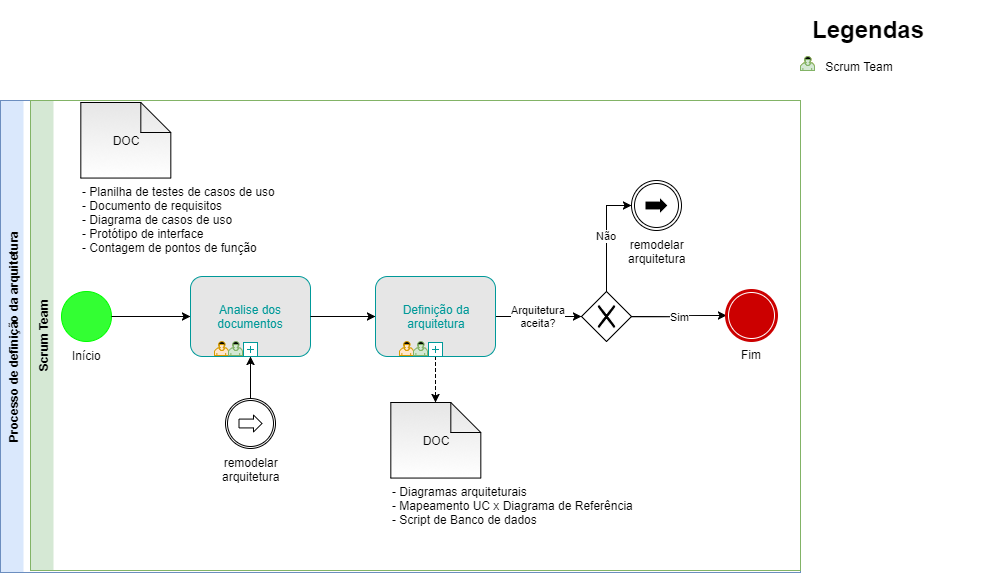 Legendas
Scrum Team
Processo de definição da arquitetura
Scrum Team
DOC
- Planilha de testes de casos de uso
- Documento de requisitos
- Diagrama de casos de uso
- Protótipo de interface
- Contagem de pontos de função
Início
Analise dos
documentos
remodelar
arquitetura
Definição da
arquitetura
DOC
- Diagramas arquiteturais
- Mapeamento UC x Diagrama de Referência
- Script de Banco de dados
Arquitetura
aceita?
Não
remodelar
arquitetura
Sim
Fim